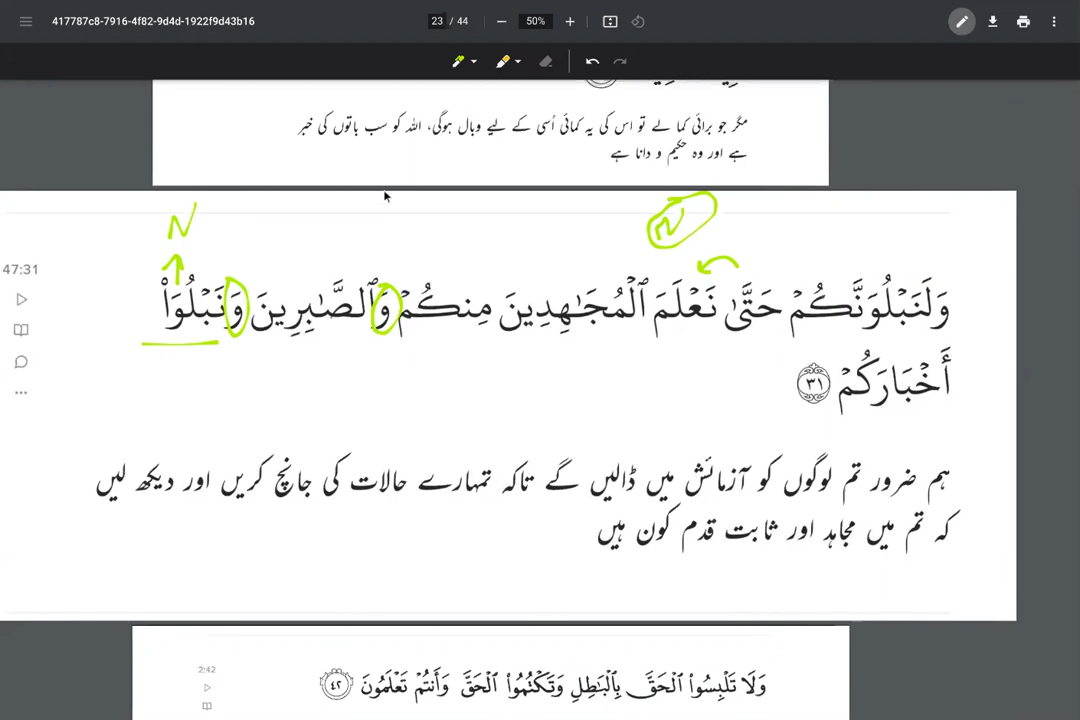 417787c8-7916-4f82-9d4d-1922f9d43b16
23 / 44
50%
مگر جو برائی کما لے تو اس کی یہ کمائی اُسی کے لیے وبال ہوگی، اللہ کو سب باتوں کی خبر
ہے اور وہ حکیم و دانا ہے
N
N
47:31
وَلَنَبْلُوَنَّكُمْ حَتَّىٰ نَعْلَمَ ٱلْمُجَـٰهِدِينَ مِنكُمْ وَٱلصَّـٰبِرِينَ وَنَبْلُوَا۟
أَخْبَارَكُمْ ٣١
ہم ضرور تم لوگوں کو آزمائش میں ڈالیں گے تاکہ تمہارے حالات کی جانچ کریں اور دیکھ لیں
کہ تم میں مجاہد اور ثابت قدم کون ہیں
2:42
وَلَا تَلْبِسُوا۟ ٱلْحَقَّ بِٱلْبَـٰطِلِ وَتَكْتُمُوا۟ ٱلْحَقَّ وَأَنتُمْ تَعْلَمُونَ ٤٢